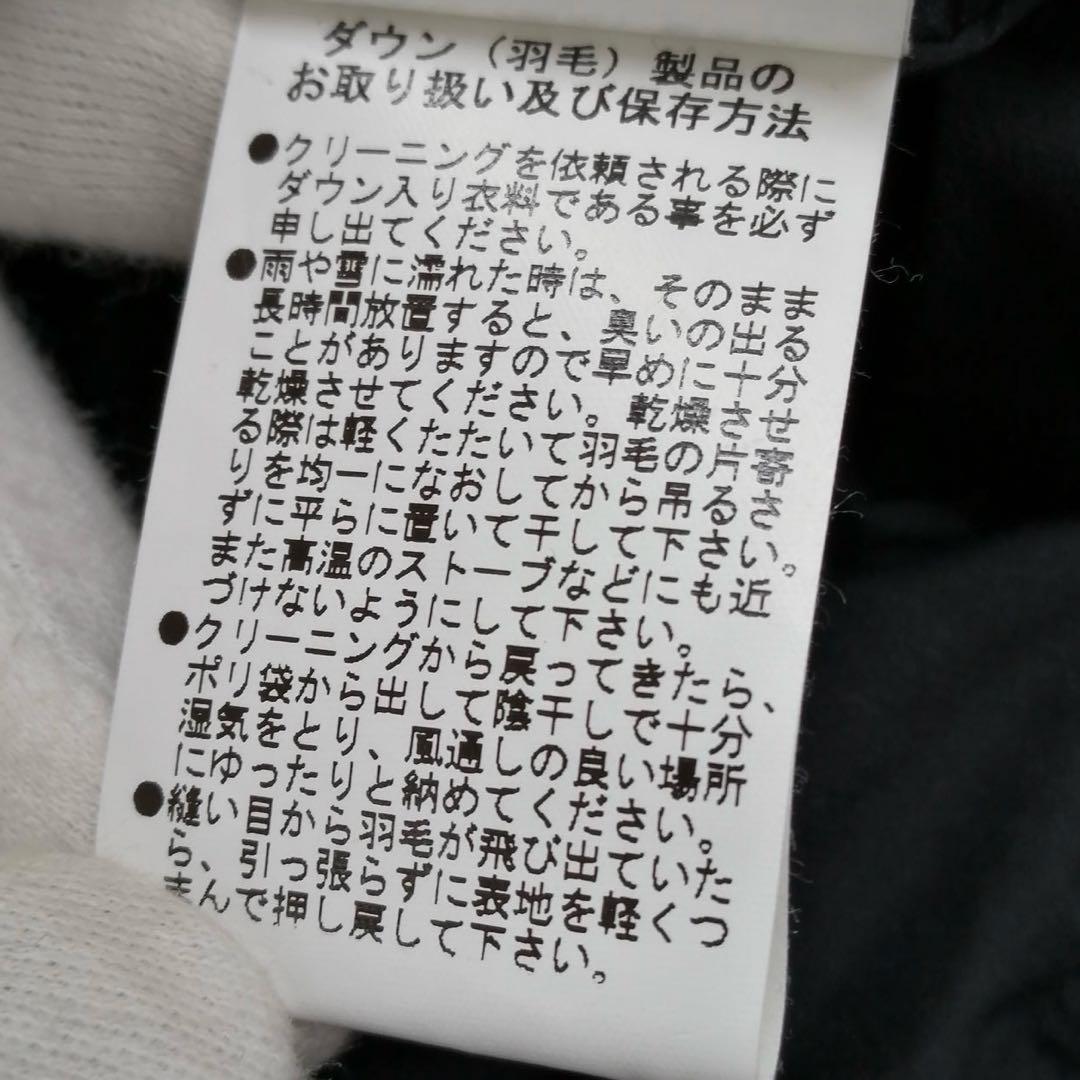 ダウン（羽毛）製品の
お取り扱い及び保存方法
●クリーニングを依頼される際に
ダウン入り衣料である事を必ず
申し出てください。
●雨や雪に濡れた時は、そのまま
長時間放置すると、臭いの出る
ことがありますので早めに十分
乾燥させてください。乾燥させ
る際は軽くたたいて羽毛の片寄
りを均一になおしてから吊るさ
ずに平らに置いて干して下さい。
また高温のストーブなどにも近
づけないようにして下さい。
●クリーニングから戻ってきたら、
ポリ袋から出して陰干しで十分
湿気をとり、風通しの良い場所
にゆったりと納めてください。
●縫い目から羽毛が飛び出ていた
ら、引っ張らずに表地を軽くつ
まんで押し戻して下さい。